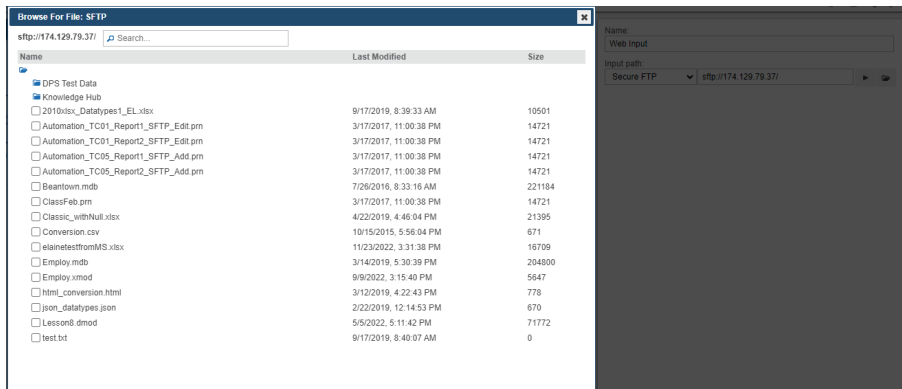 Browse For File: SFTP
sftp://174.129.79.37/ Search...
Name Last Modified Size
DPS Test Data
Knowledge Hub
2010xlsx_Datatypes1_EL.xlsx 9/17/2019, 8:39:33 AM 10501
Automation_TC01_Report1_SFTP_Edit.prn 3/17/2017, 11:00:38 PM 14721
Automation_TC01_Report2_SFTP_Edit.prn 3/17/2017, 11:00:38 PM 14721
Automation_TC05_Report1_SFTP_Add.prn 3/17/2017, 11:00:38 PM 14721
Automation_TC05_Report2_SFTP_Add.prn 3/17/2017, 11:00:38 PM 14721
Beantown.mdb 7/26/2016, 8:33:16 AM 221184
ClassFeb.prn 3/17/2017, 11:00:38 PM 14721
Classic_withNull.xlsx 4/22/2019, 4:46:04 PM 21395
Conversion.csv 10/15/2015, 5:56:04 PM 671
elainetestfromMS.xlsx 11/23/2022, 3:31:38 PM 16709
Employ.mdb 3/14/2019, 5:30:39 PM 204800
Employ.xmod 9/9/2022, 3:15:40 PM 5647
html_conversion.html 3/12/2019, 4:22:43 PM 778
json_datatypes.json 2/22/2019, 12:14:53 PM 670
Lesson8.dmod 5/5/2022, 5:11:42 PM 71772
test.txt 9/17/2019, 8:40:07 AM 0
Name
Web Input
Input path
Secure FTP sftp://174.129.79.37/